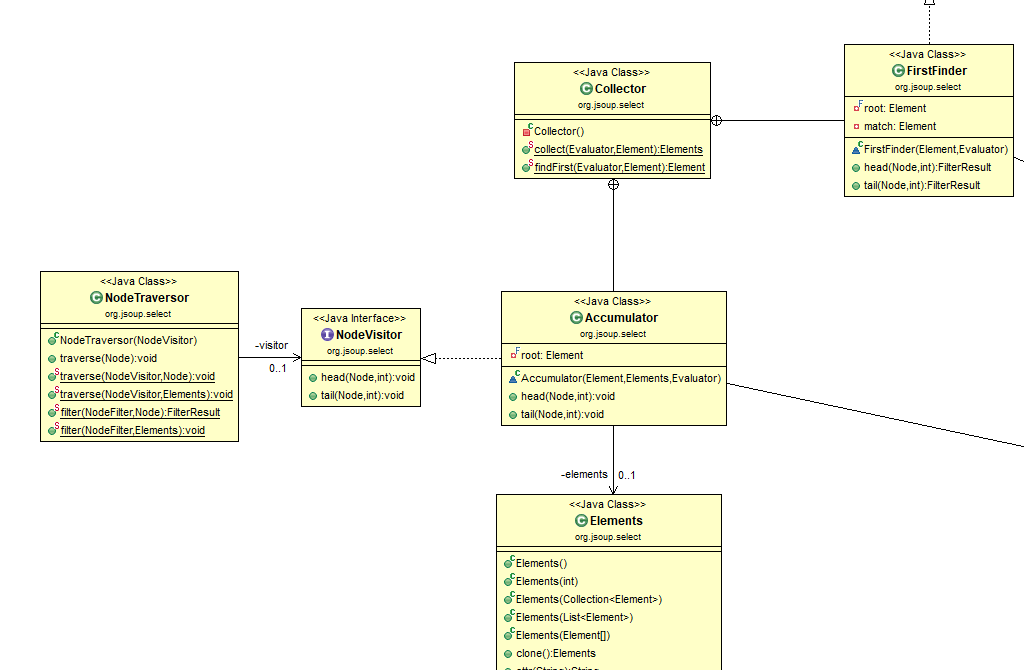 <<Java Class>>
FirstFinder
org.jsoup.select
root: Element
match: Element
FirstFinder(Element,Evaluator)
head(Node,int):FilterResult
tail(Node,int):FilterResult
<<Java Class>>
Collector
org.jsoup.select
Collector()
collect(Evaluator,Element):Elements
findFirst(Evaluator,Element):Element
<<Java Class>>
NodeTraversor
org.jsoup.select
NodeTraversor(NodeVisitor)
traverse(Node):void
traverse(NodeVisitor,Node):void
traverse(NodeVisitor,Elements):void
filter(NodeFilter,Node):FilterResult
filter(NodeFilter,Elements):void
-visitor
0..1
<<Java Interface>>
NodeVisitor
org.jsoup.select
head(Node,int):void
tail(Node,int):void
<<Java Class>>
Accumulator
org.jsoup.select
root: Element
Accumulator(Element,Elements,Evaluator)
head(Node,int):void
tail(Node,int):void
-elements 0..1
<<Java Class>>
Elements
org.jsoup.select
Elements()
Elements(int)
Elements(Collection<Element>)
Elements(List<Element>)
Elements(Element[])
clone():Elements